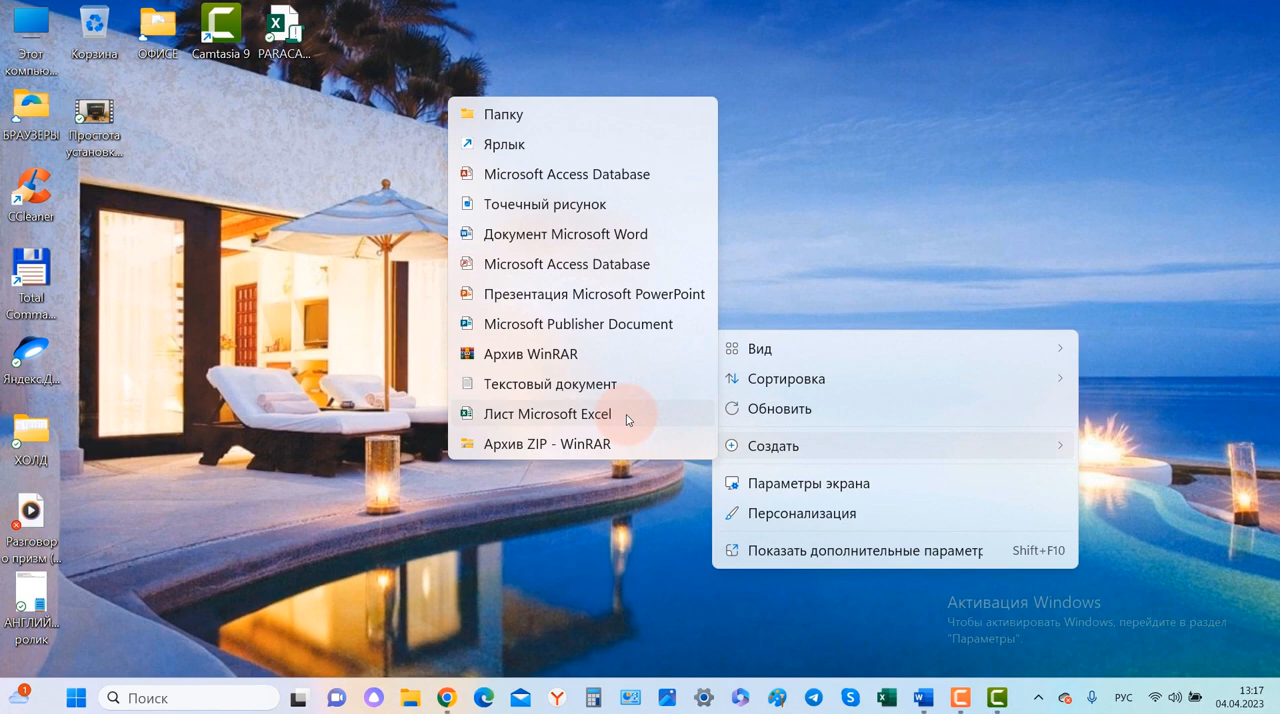 Этот
компью...
Корзина
ОФИСЕ
Camtasia 9
PARACA...
БРАУЗЕРЫ
Простота
установк...
CCleaner
Total
Comma...
Яндекс.Д...
ХОЛД
Разговор
о призм (...
АНГЛИЙ...
ролик
Папку
Ярлык
Microsoft Access Database
Точечный рисунок
Документ Microsoft Word
Microsoft Access Database
Презентация Microsoft PowerPoint
Microsoft Publisher Document
Архив WinRAR
Текстовый документ
Лист Microsoft Excel
Архив ZIP - WinRAR
Вид
Сортировка
Обновить
Создать
Параметры экрана
Персонализация
Показать дополнительные параметр Shift+F10
Активация Windows
Чтобы активировать Windows, перейдите в раздел
"Параметры".
1
Поиск
РУС
13:17
04.04.2023